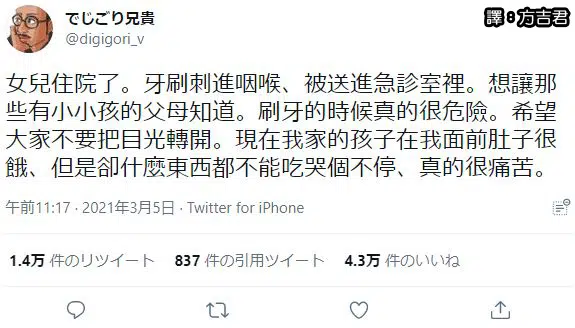 でじごり兄貴
譯:方吉君
@digigori_v
女兒住院了。牙刷刺進咽喉、被送進急診室裡。想讓那
些有小小孩的父母知道。刷牙的時候真的很危險。希望
大家不要把目光轉開。現在我家的孩子在我面前肚子很
餓、但是卻什麼東西都不能吃哭個不停、真的很痛苦。
午前11:17 · 2021年3月5日 · Twitter for iPhone
1.4万 件のリツイート 837 件の引用ツイート 4.3万 件のいいね